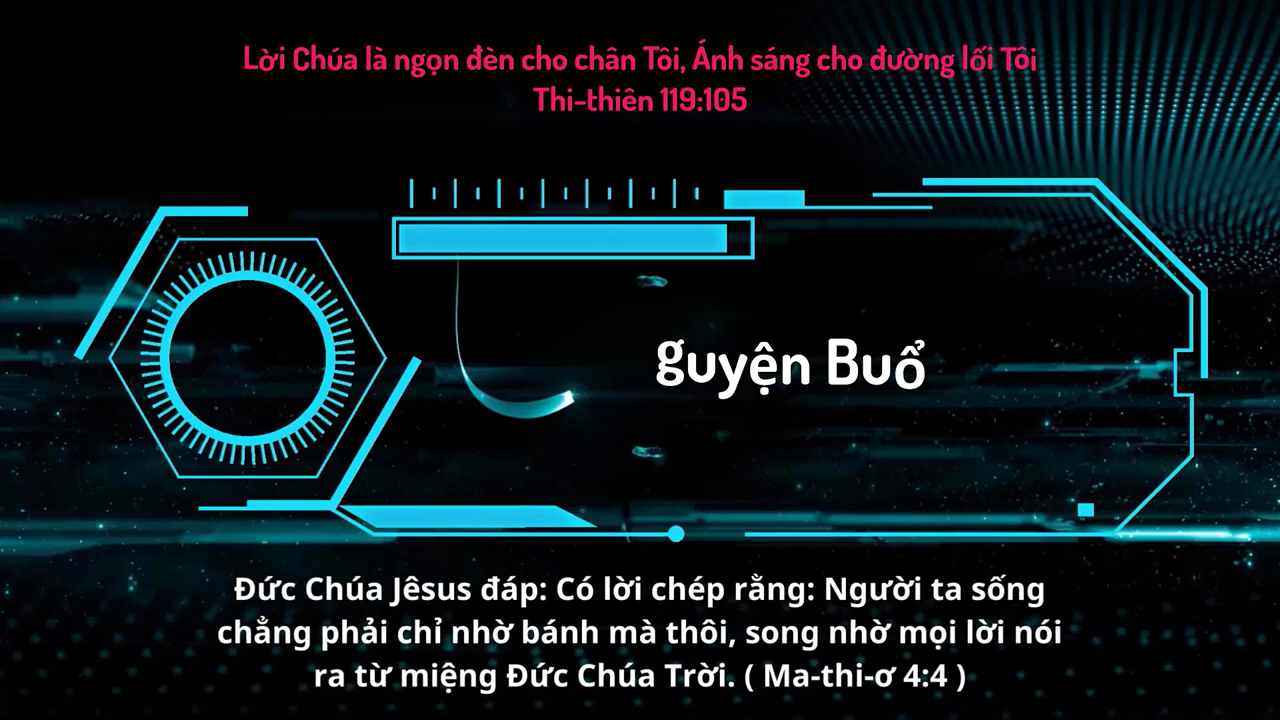 Lời Chúa là ngọn đèn cho chân Tôi, Ánh sáng cho đường lối Tôi
Thi-thiên 119:105
guyện Buổ
Đức Chúa Jêsus đáp: Có lời chép rằng: Người ta sống
chẳng phải chỉ nhờ bánh mà thôi, song nhờ mọi lời nói
ra từ miệng Đức Chúa Trời. ( Ma-thi-ơ 4:4 )